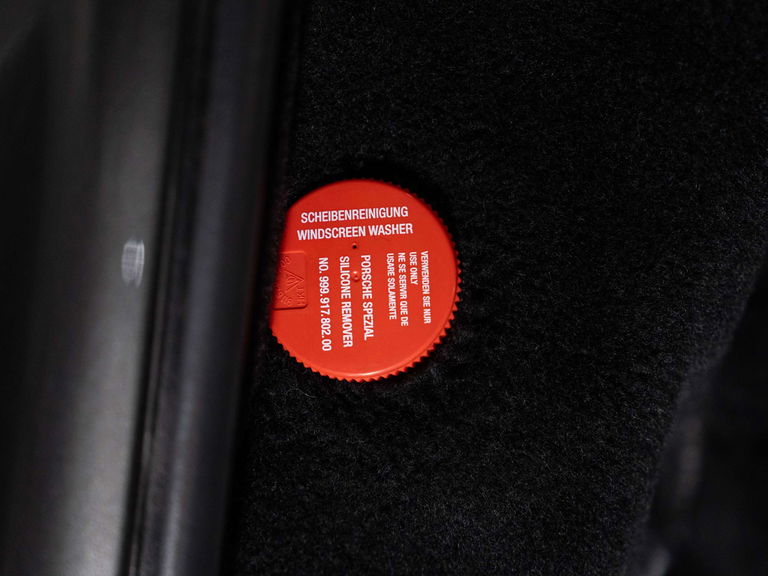 SCHEIBENREINIGUNG
WINDSCREEN WASHER
VERWENDEN SIE NUR
USE ONLY
NE SE SERVIR QUE DE
USARE SOLAMENTE
PORSCHE SPEZIAL
SILICONE REMOVER
NO. 999.917.802.00